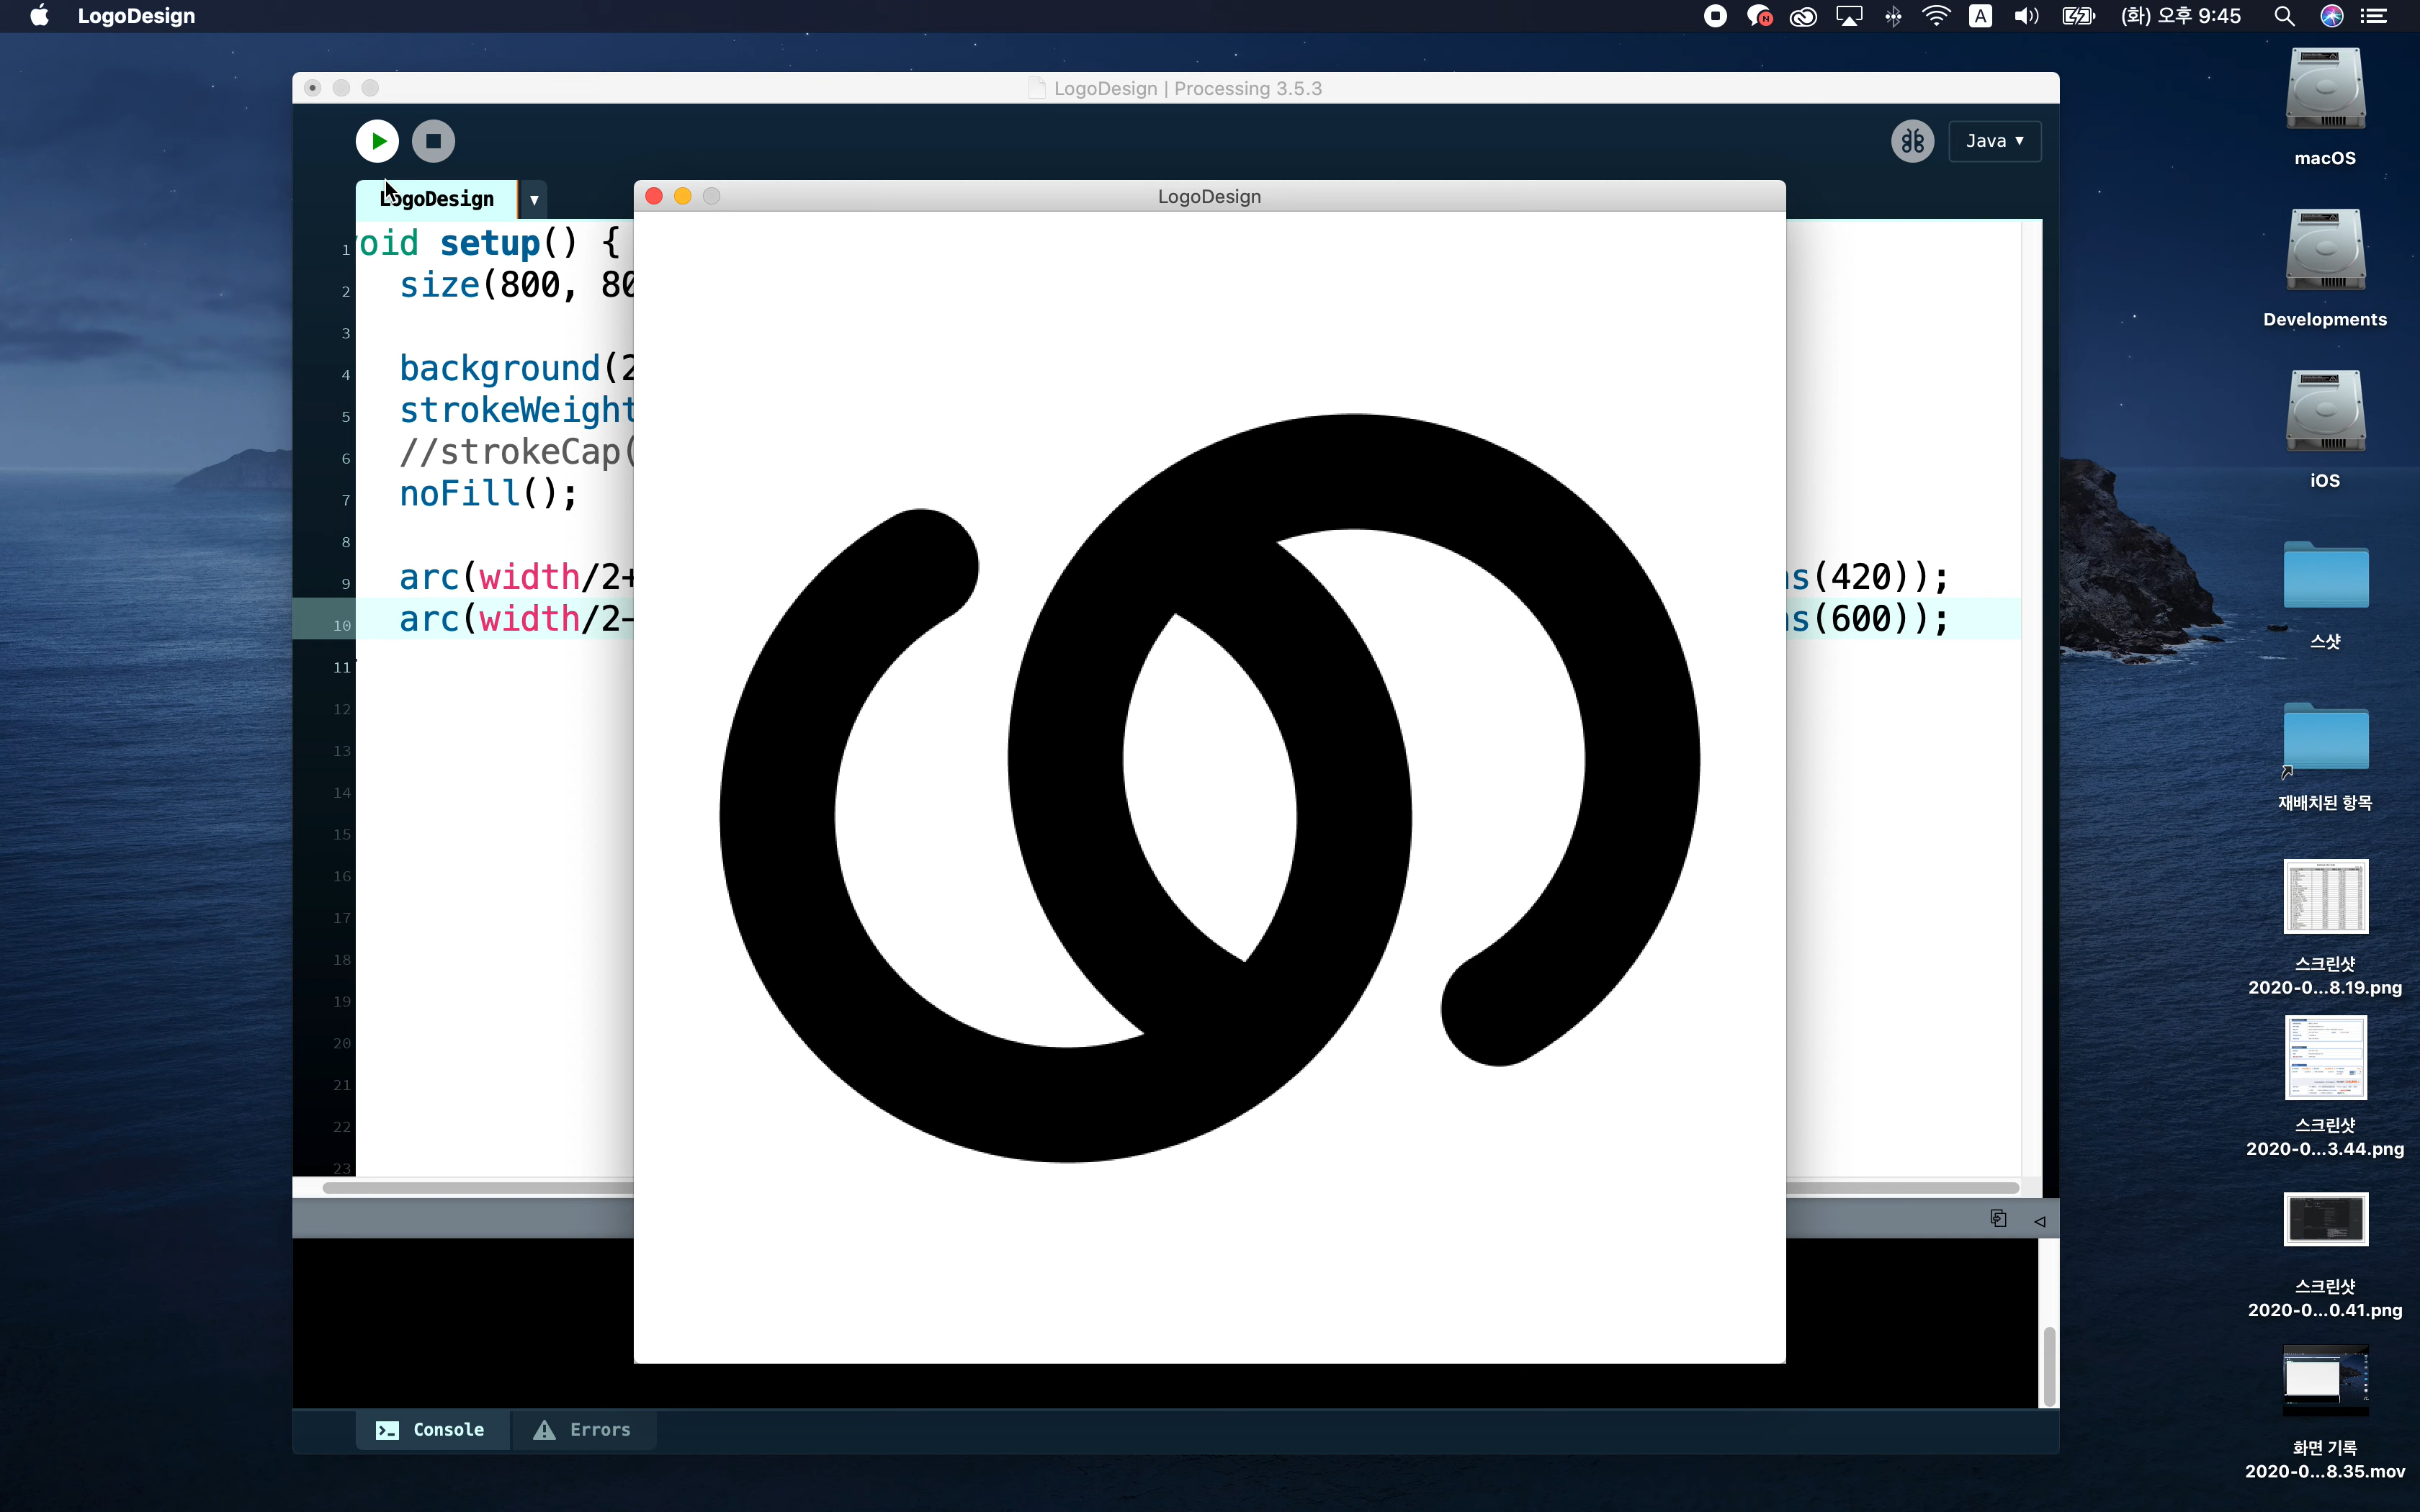 LogoDesign
A
(화) 오후 9:45
LogoDesign | Processing 3.5.3
Java
LogoDesign
LogoDesign
1 void setup() {
2 size(800, 80
3
4 background(2
5 strokeWeight
6 //strokeCap(
7 noFill();
8
9 arc(width/2+
ns(420));
10 arc(width/2-
ns(600));
11
12
13
14
15
16
17
18
19
20
21
22
23
Console
Errors
macOS
Developments
iOS
스샷
재배치된 항목
스크린샷
2020-0...8.19.png
스크린샷
2020-0...3.44.png
스크린샷
2020-0...0.41.png
화면 기록
2020-0...8.35.mov